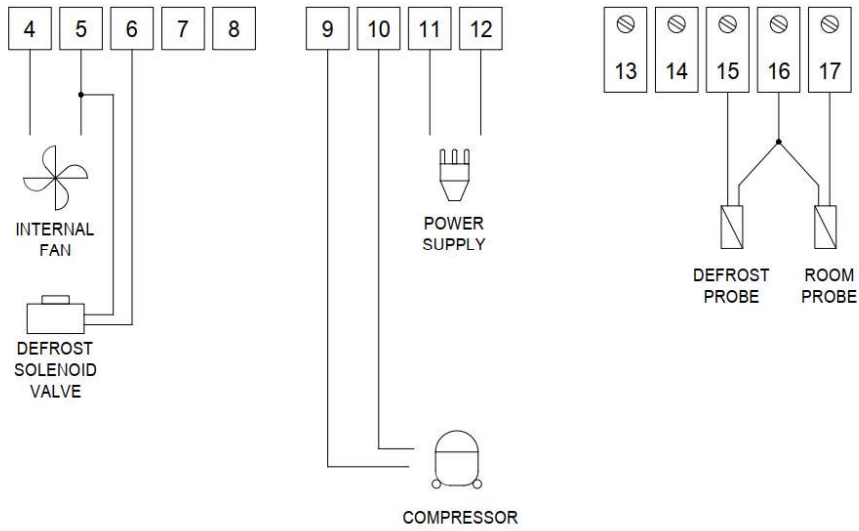 4 5 6 7 8 9 10 11 12
13 14 15 16 17
INTERNAL
FAN
POWER
SUPPLY
DEFROST
PROBE
ROOM
PROBE
DEFROST
SOLENOID
VALVE
COMPRESSOR